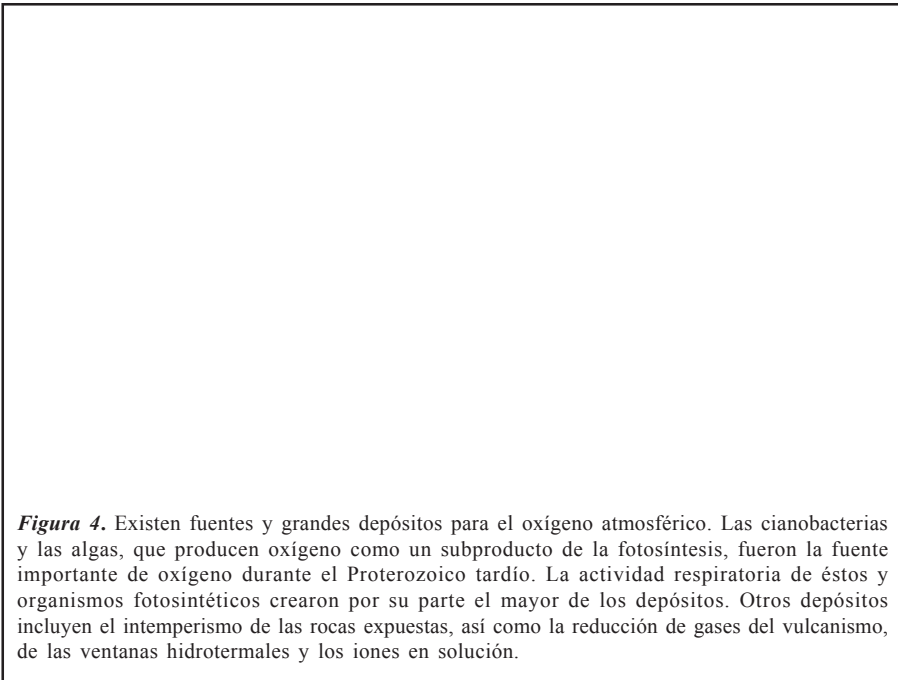 Figura 4. Existen fuentes y grandes depósitos para el oxígeno atmosférico. Las cianobacterias
y las algas, que producen oxígeno como un subproducto de la fotosíntesis, fueron la fuente
importante de oxígeno durante el Proterozoico tardío. La actividad respiratoria de éstos y
organismos fotosintéticos crearon por su parte el mayor de los depósitos. Otros depósitos
incluyen el intemperismo de las rocas expuestas, así como la reducción de gases del vulcanismo,
de las ventanas hidrotermales y los iones en solución.